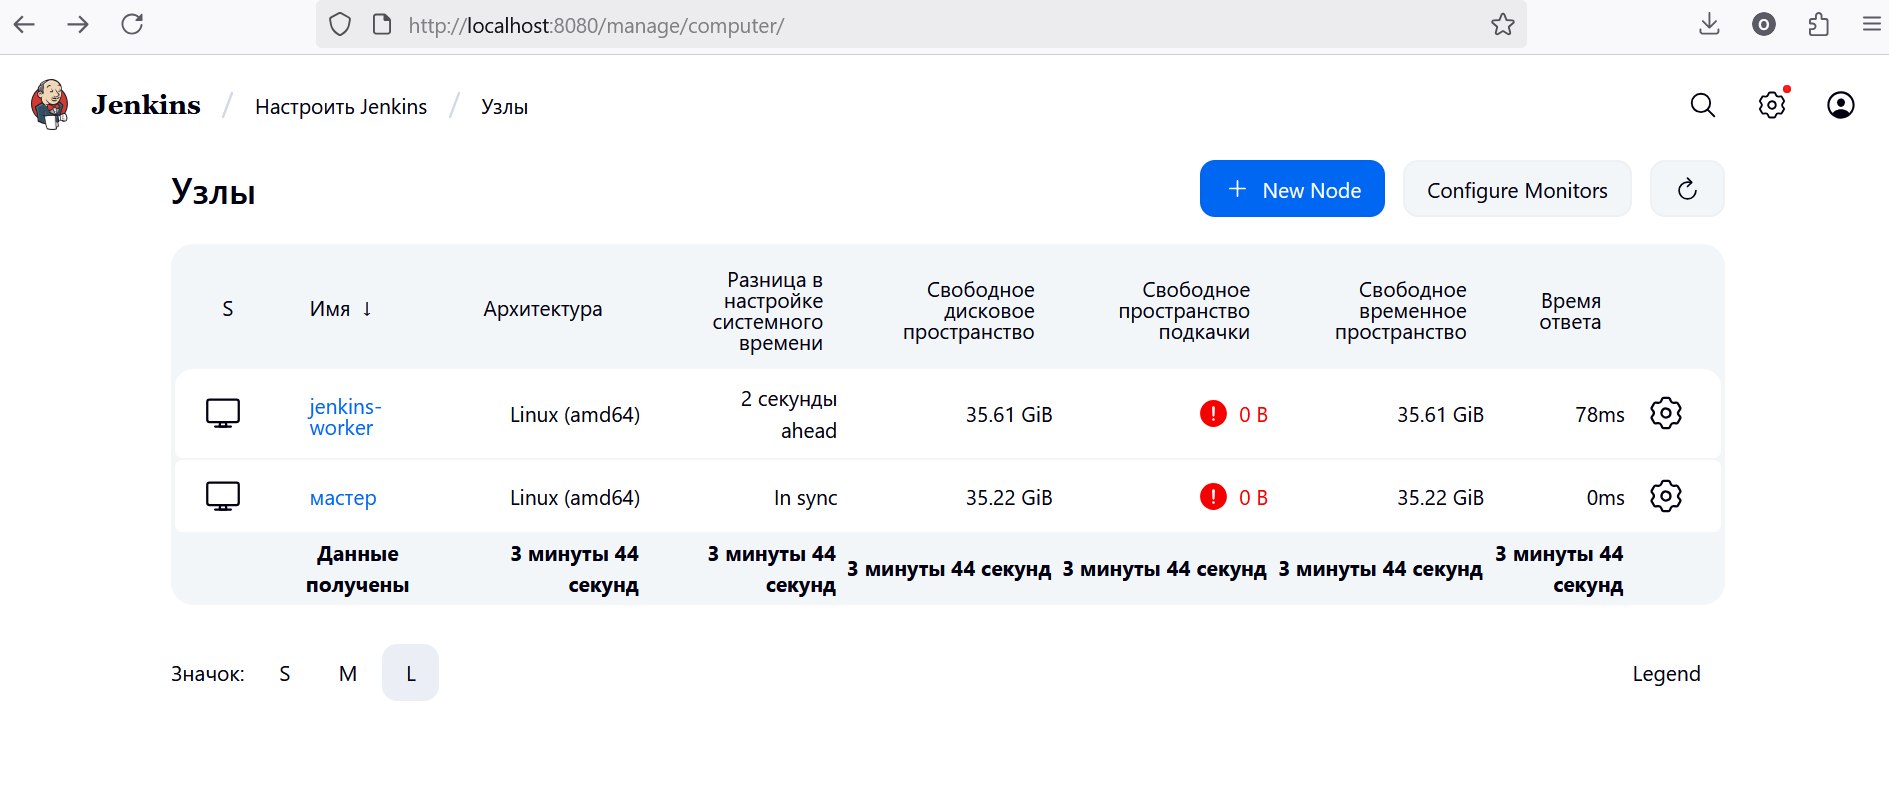 http://localhost:8080/manage/computer/
Jenkins / Настроить Jenkins / Узлы
Узлы
+ New Node
Configure Monitors
S
Имя ↓
Архитектура
Разница в
настройке
системного
времени
Свободное
дисковое
пространство
Свободное
пространство
подкачки
Свободное
временное
пространство
Время
ответа
jenkins-
worker
Linux (amd64)
2 секунды
ahead
35.61 GiB
! 0 B
35.61 GiB
78ms
мастер
Linux (amd64)
In sync
35.22 GiB
! 0 B
35.22 GiB
0ms
Данные
получены
3 минуты 44
секунд
3 минуты 44
секунд
3 минуты 44 секунд
3 минуты 44 секунд
3 минуты 44 секунд
3 минуты 44
секунд
Значок: S M L
Legend